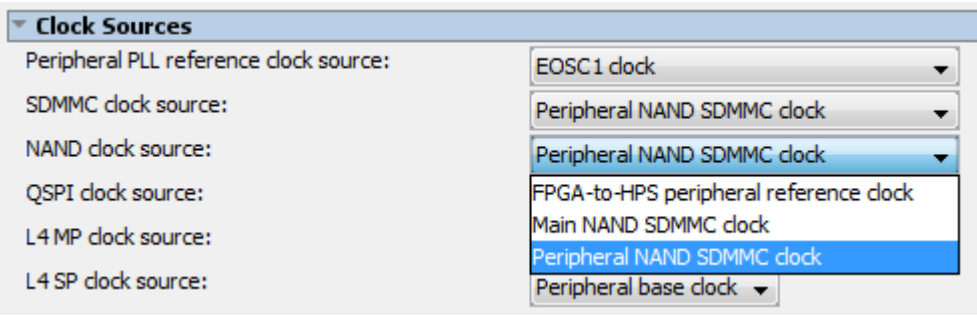 Clock Sources
Peripheral PLL reference clock source: EOSC1 clock
SDMMC clock source: Peripheral NAND SDMMC clock
NAND clock source: Peripheral NAND SDMMC clock
QSPI clock source: FPGA-to-HPS peripheral reference clock
Main NAND SDMMC clock
L4 MP clock source: Peripheral NAND SDMMC clock
L4 SP clock source: Peripheral base clock